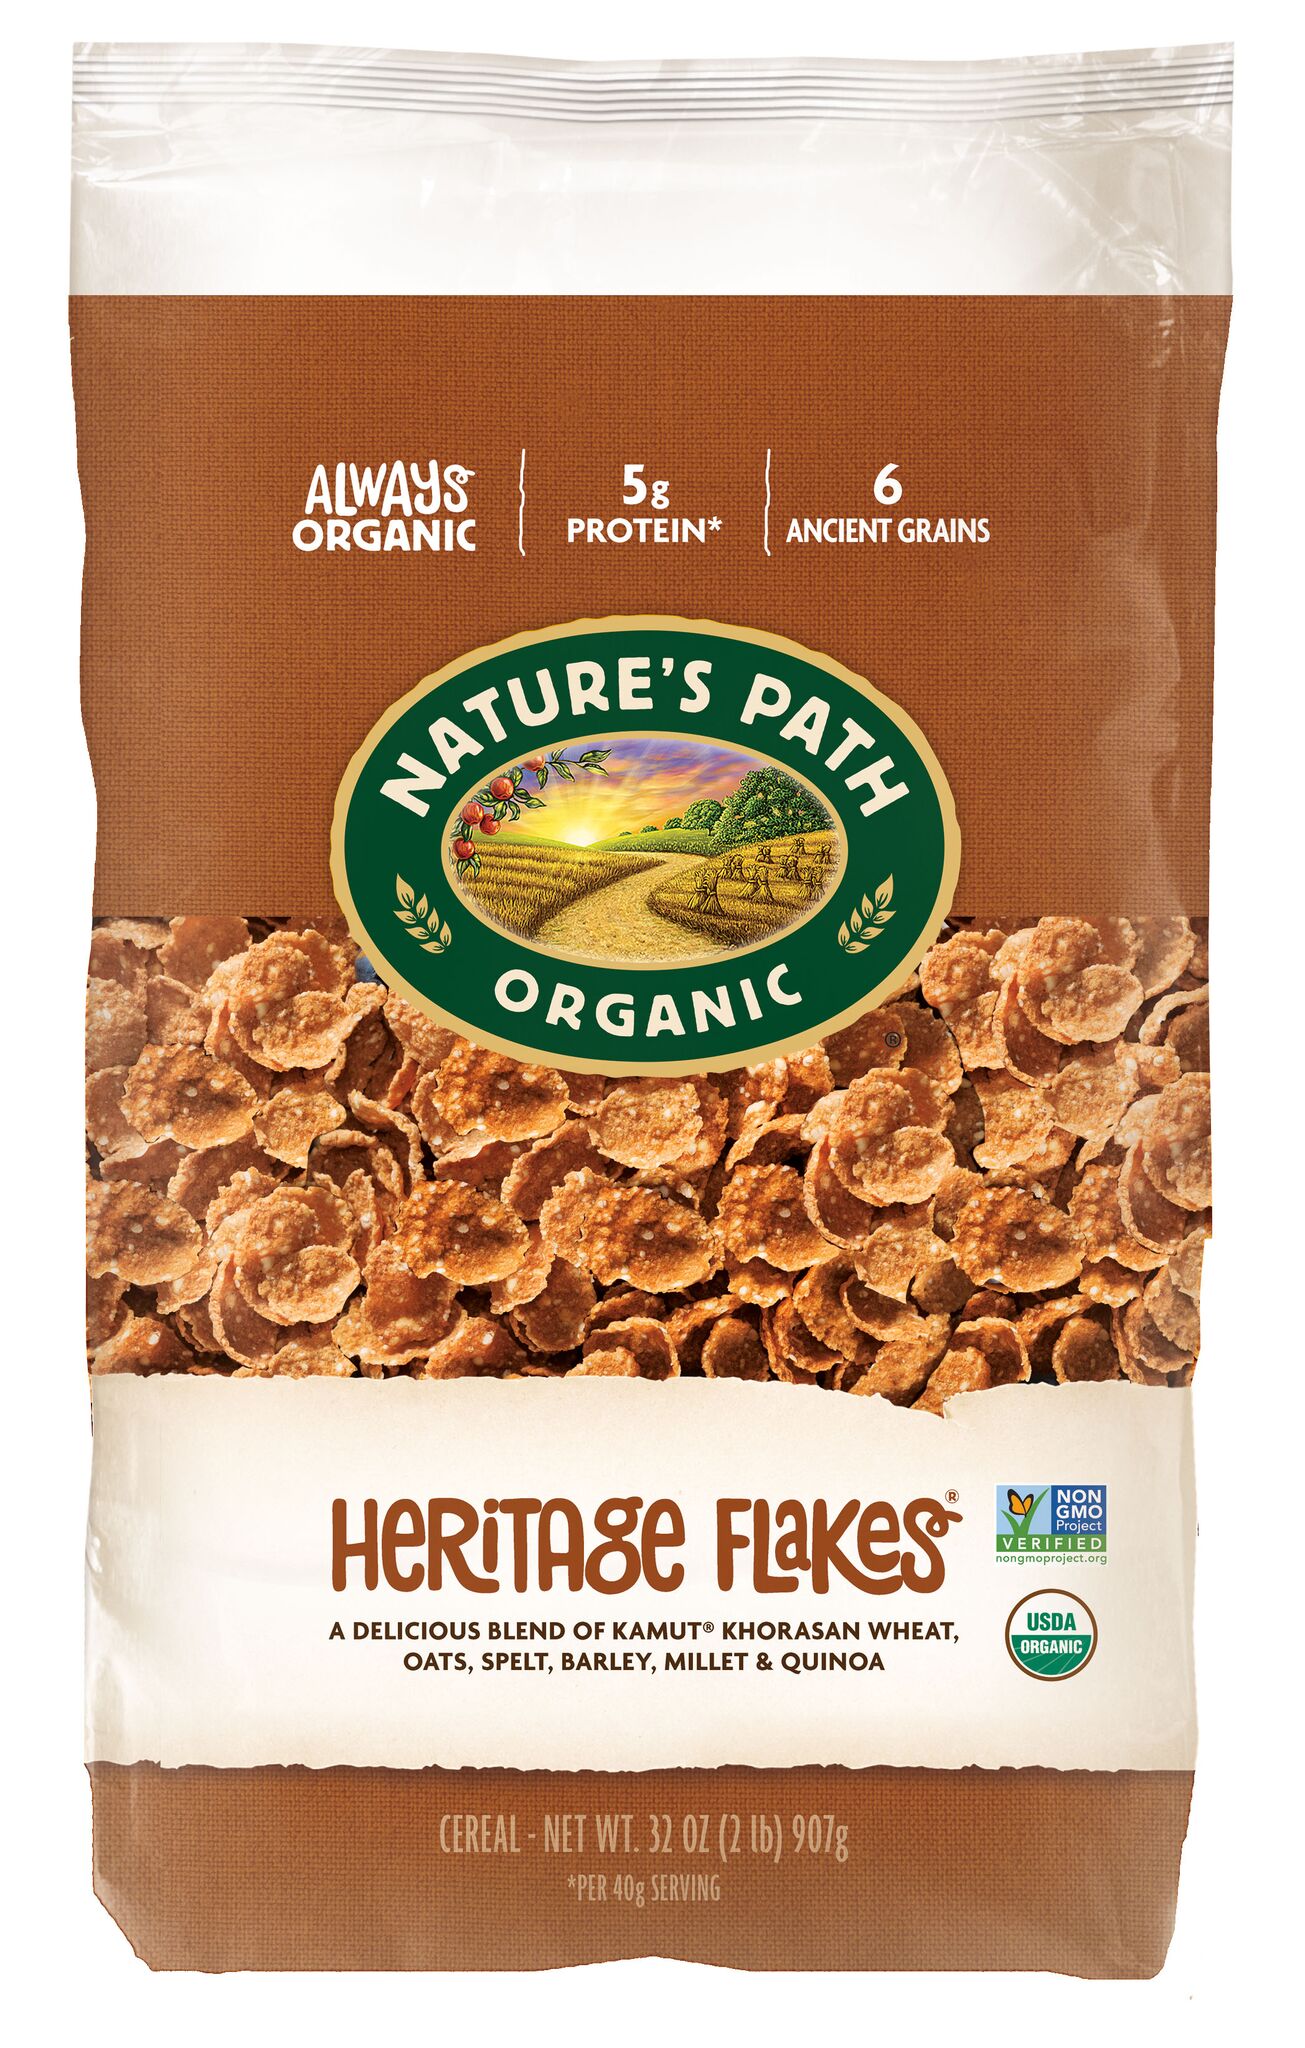 ALWAYS
ORGANIC
5g
PROTEIN*
6
ANCIENT GRAINS
NATURE'S PATH
ORGANIC
®
HERITAGE FLAKES®
A DELICIOUS BLEND OF KAMUT® KHORASAN WHEAT,
OATS, SPELT, BARLEY, MILLET & QUINOA
NON
GMO
Project
VERIFIED
nongmoproject.org
USDA
ORGANIC
CEREAL - NET WT. 32 OZ (2 lb) 907g
*PER 40g SERVING